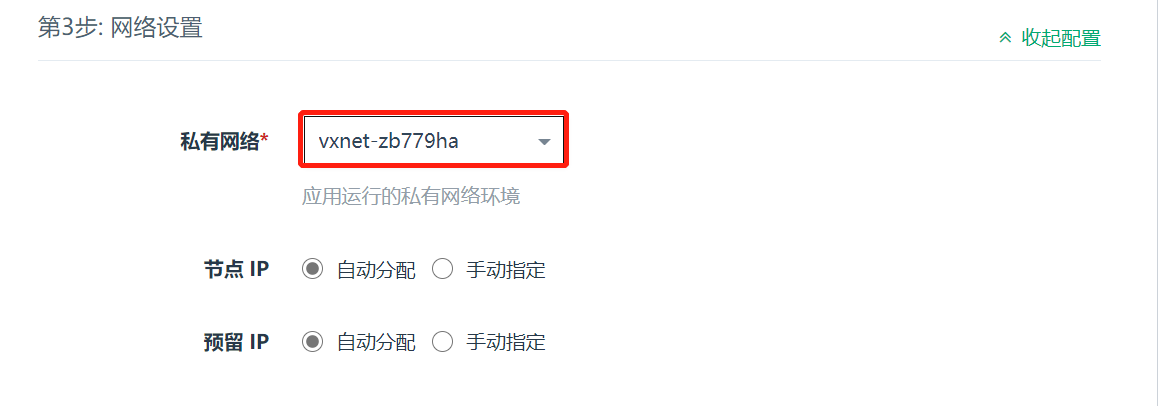 第3步: 网络设置
收起配置
私有网络*
vxnet-zb779ha
应用运行的私有网络环境
节点 IP
自动分配
手动指定
预留 IP
自动分配
手动指定